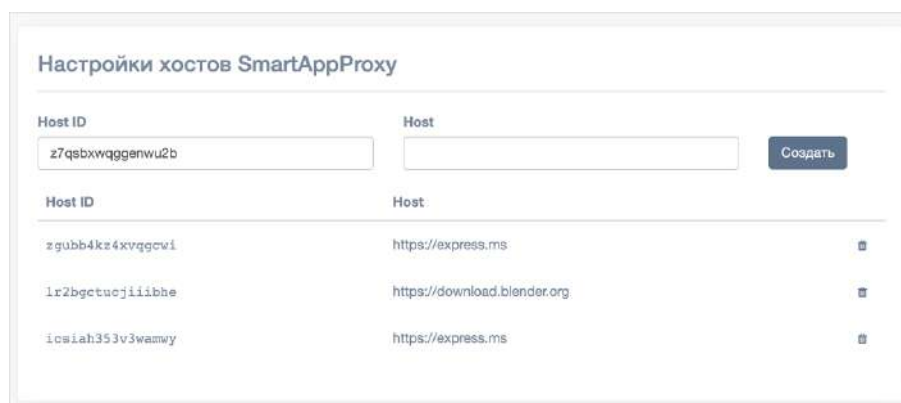 Настройки хостов SmartAppProxy
Host ID Host
z7qsbxwqggenwu2b Создать
Host ID Host
zgubb4kz4xvqgcwi https://express.ms
lr2bgctucjiiibhe https://download.blender.org
icsiah353v3wamwy https://express.ms